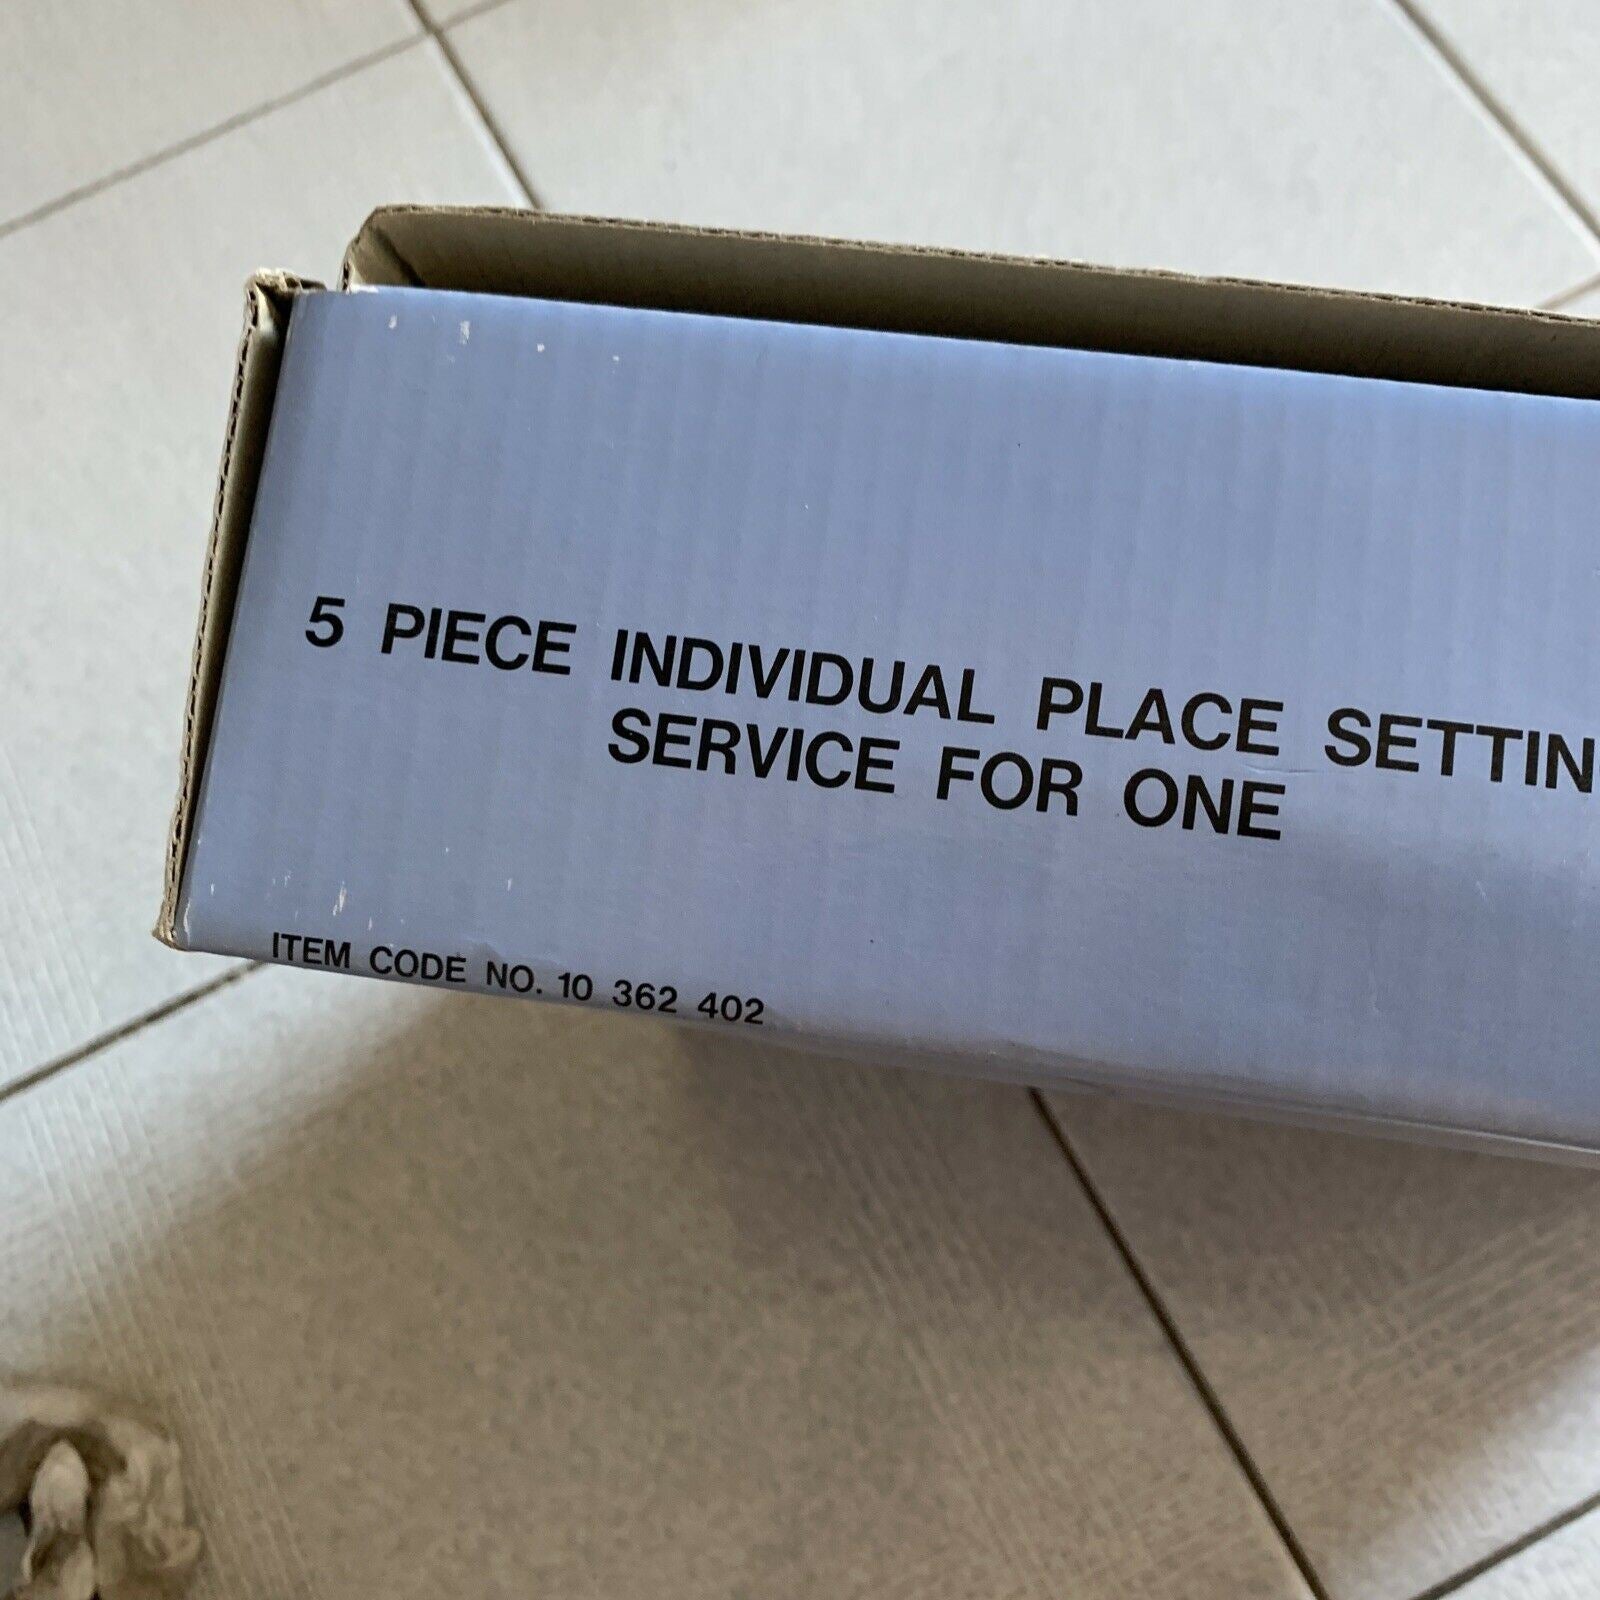 5 PIECE INDIVIDUAL PLACE SETTIN
SERVICE FOR ONE
ITEM CODE NO. 10 362 402